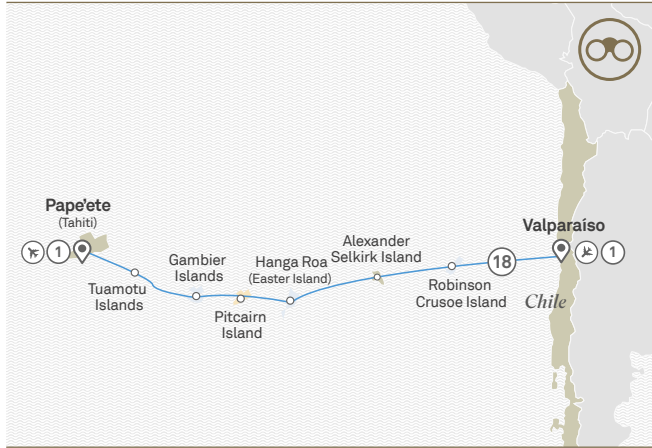 Pape'ete
(Tahiti)
1
Tuamotu
Islands
Gambier
Islands
Pitcairn
Island
Hanga Roa
(Easter Island)
Alexander
Selkirk Island
Robinson
Crusoe Island
18
Valparaíso
1
Chile